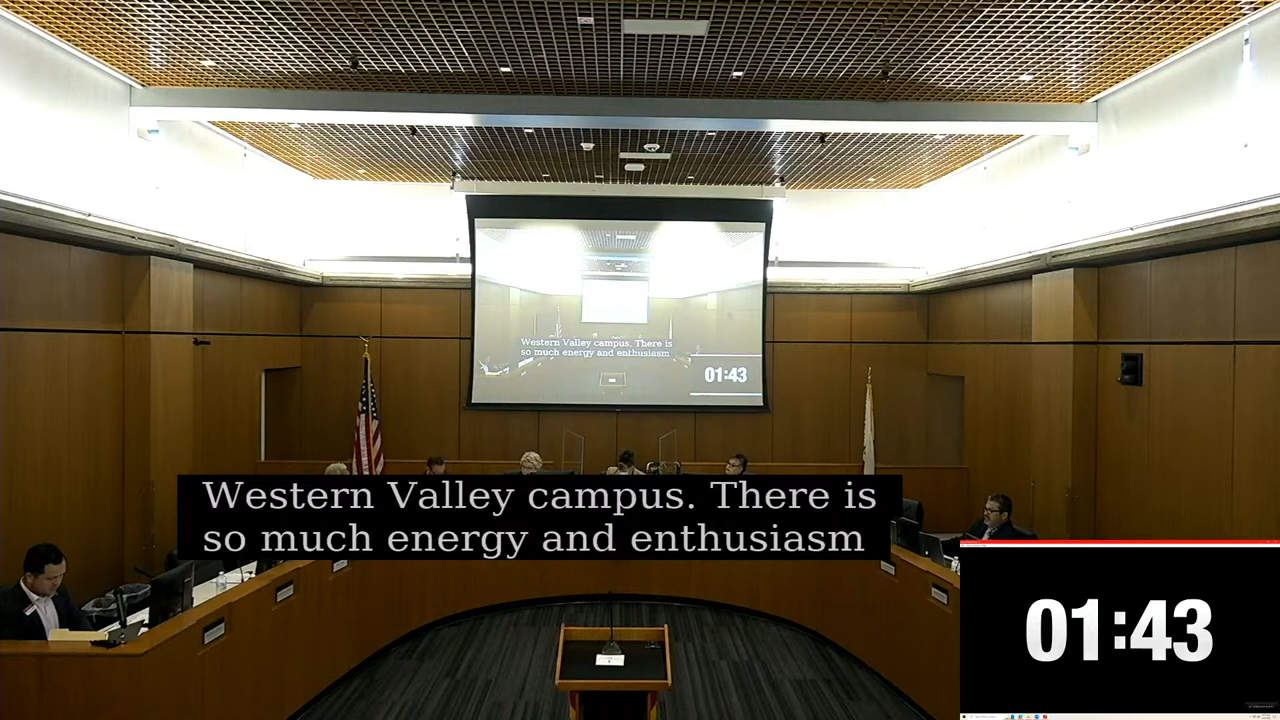 Western Valley campus. There is
so much energy and enthusiasm
01:43
Western Valley campus. There is
so much energy and enthusiasm
01:43